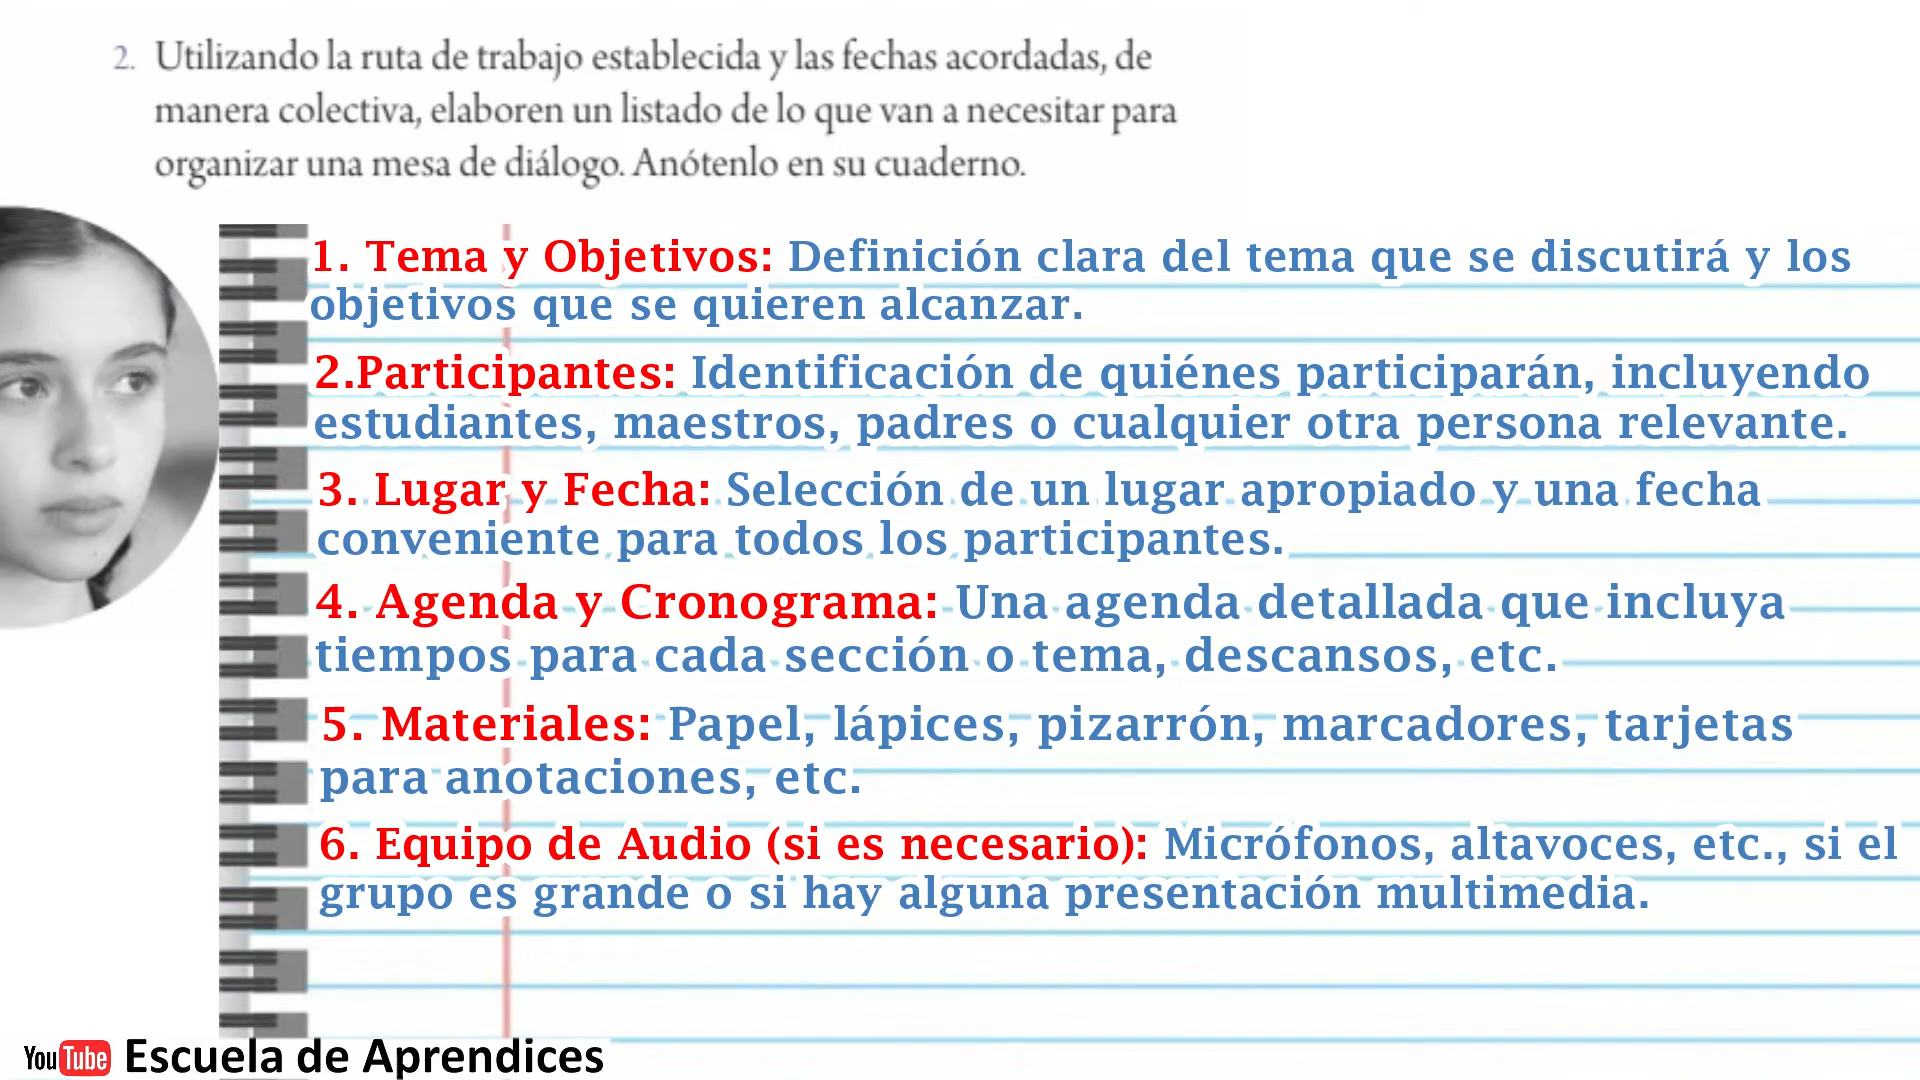 2. Utilizando la ruta de trabajo establecida y las fechas acordadas, de
manera colectiva, elaboren un listado de lo que van a necesitar para
organizar una mesa de diálogo. Anótenlo en su cuaderno.
1. Tema y Objetivos: Definición clara del tema que se discutirá y los
objetivos que se quieren alcanzar.
2.Participantes: Identificación de quiénes participarán, incluyendo
estudiantes, maestros, padres o cualquier otra persona relevante.
3. Lugar y Fecha: Selección de un lugar apropiado y una fecha
conveniente para todos los participantes.
4. Agenda y Cronograma: Una agenda detallada que incluya
tiempos para cada sección o tema, descansos, etc.
5. Materiales: Papel, lápices, pizarrón, marcadores, tarjetas
para anotaciones, etc.
6. Equipo de Audio (si es necesario): Micrófonos, altavoces, etc., si el
grupo es grande o si hay alguna presentación multimedia.
YouTube Escuela de Aprendices